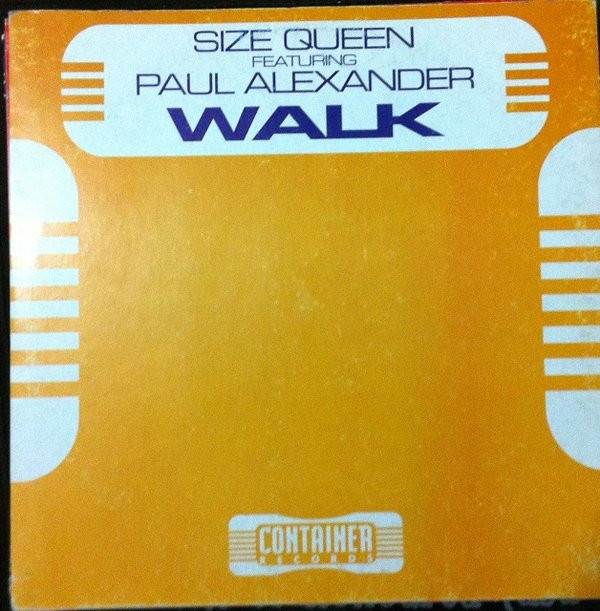 SIZE QUEEN
FEATURING
PAUL ALEXANDER
WALK
CONTAINER
RECORDS